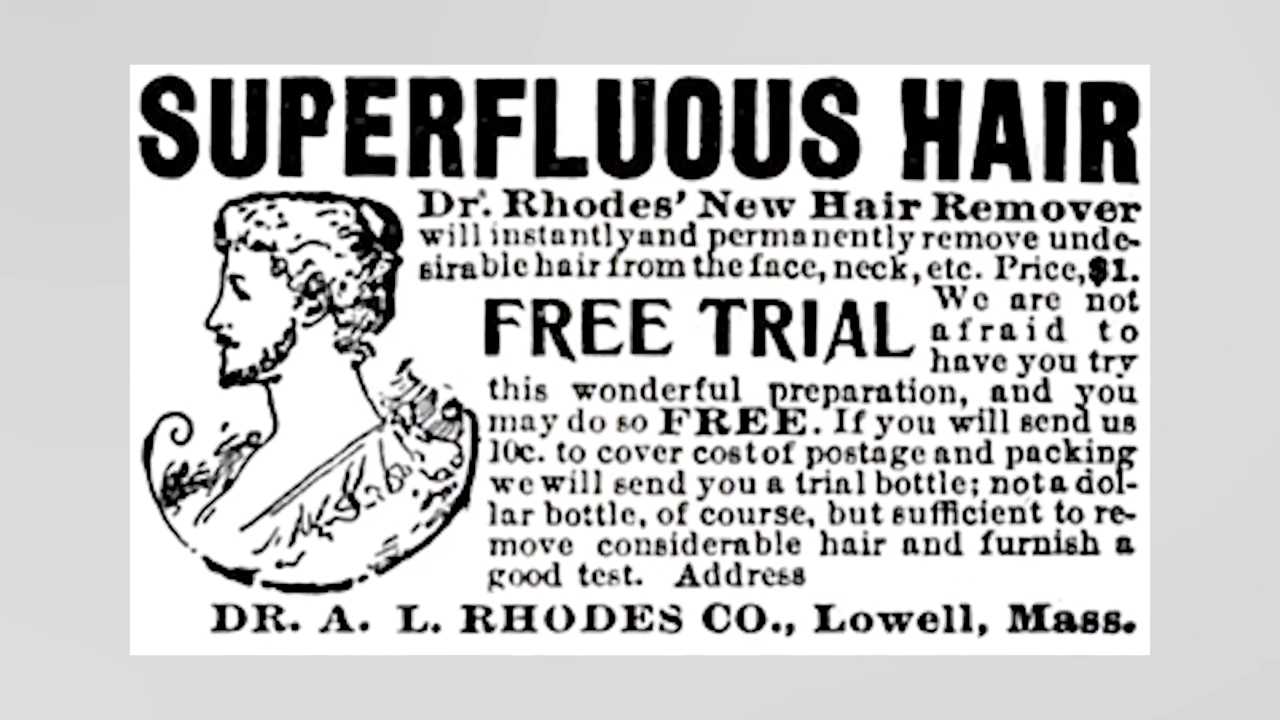 SUPERFLUOUS HAIR
Dr. Rhodes' New Hair Remover
will instantly and permanently remove unde-
sirable hair from the face, neck, etc. Price, $1.
FREE TRIAL
We are not
afraid to
have you try
this wonderful preparation, and you
may do so FREE. If you will send us
10c. to cover cost of postage and packing
we will send you a trial bottle; not a dol-
lar bottle, of course, but sufficient to re-
move considerable hair and furnish a
good test. Address
DR. A. L. RHODES CO., Lowell, Mass.